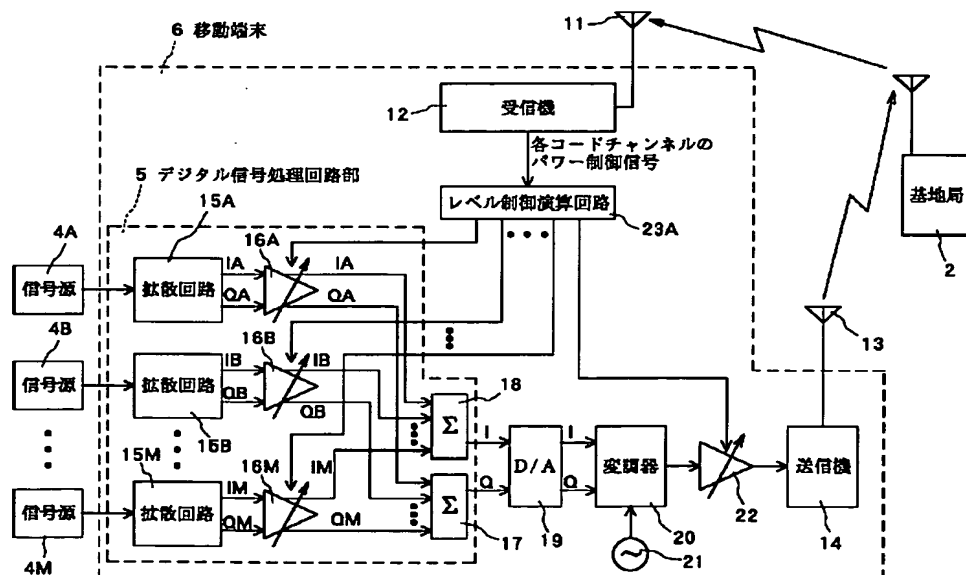 6 移動端末
11
12
受信機
各コードチャンネルの
パワー制御信号
5 デジタル信号処理回路部
レベル制御演算回路
23A
基地局
2
4A
信号源
15A
拡散回路
IA
QA
16A
IA
QA
13
4B
信号源
拡散回路
15B
IB
QB
16B
IB
QB
18
Σ
15M
16M
信号源
4M
拡散回路
IM
QM
IM
QM
Σ
17
I
Q
D/A
19
I
Q
変調器
20
21
22
送信機
14